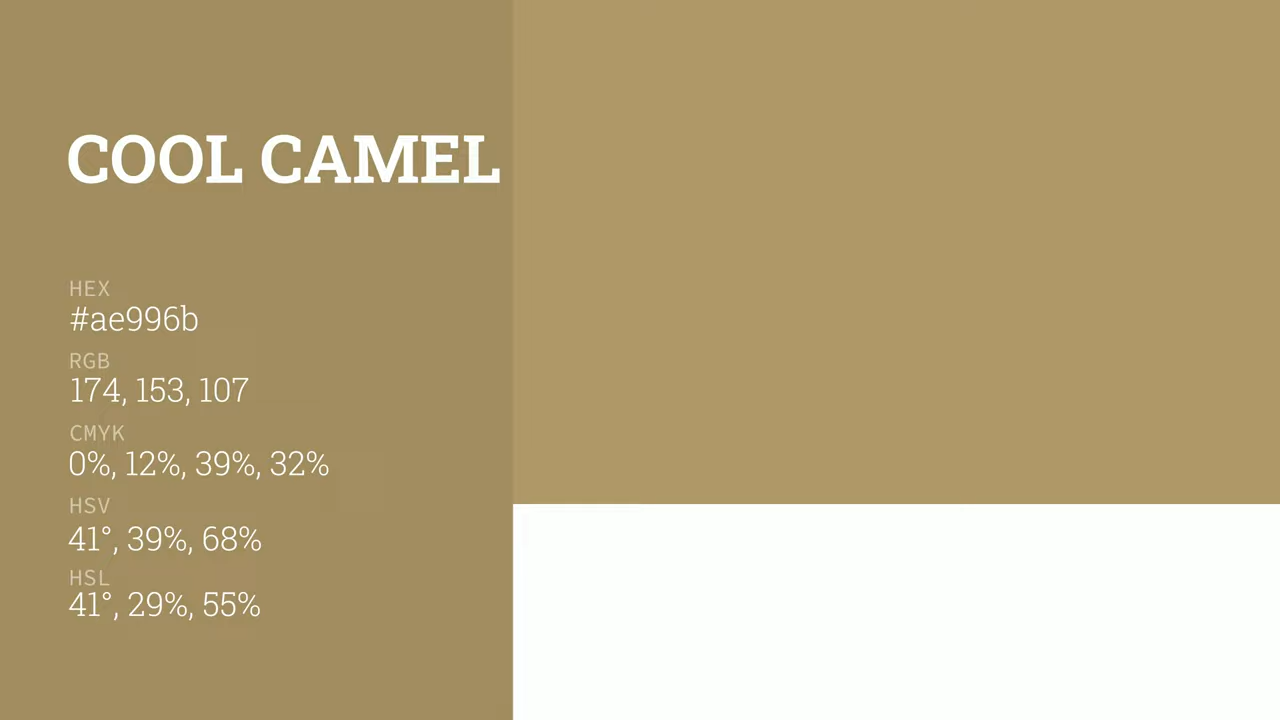 COOL CAMEL
HEX
#ae996b
RGB
174, 153, 107
CMYK
0%, 12%, 39%, 32%
HSV
41°, 39%, 68%
HSL
41°, 29%, 55%